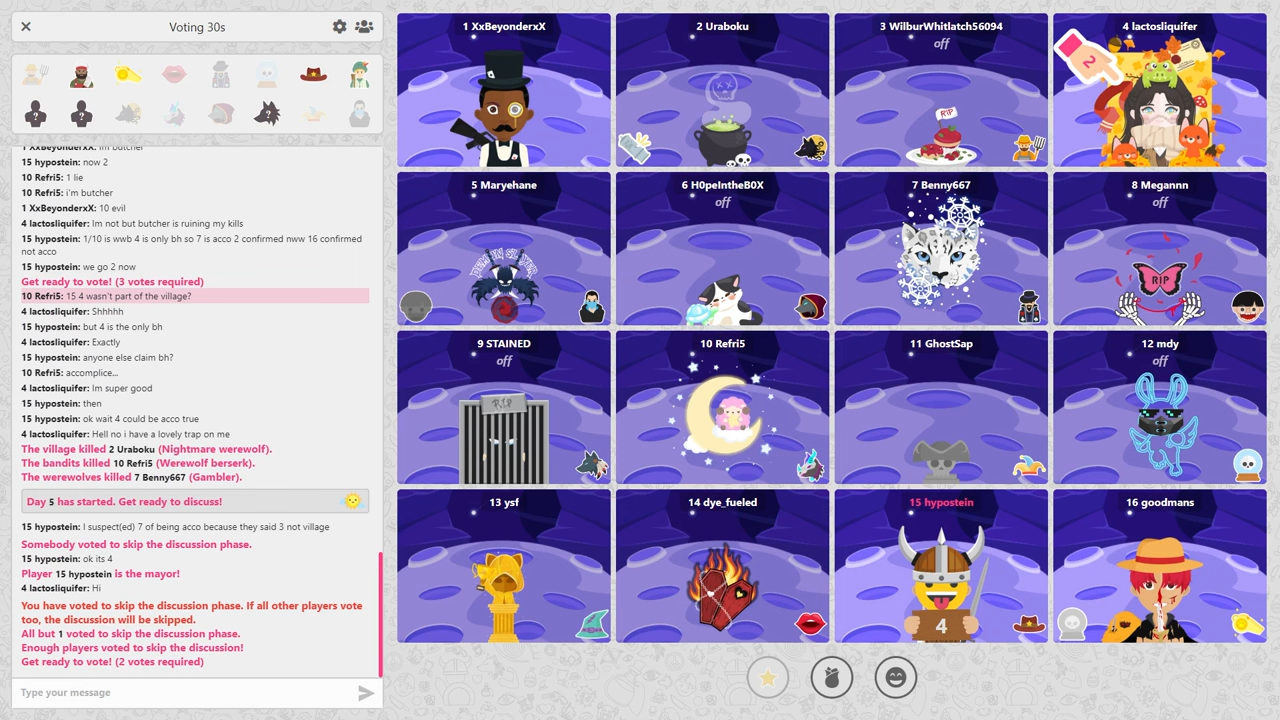 Voting 30s
1 XxBeyonderxX: Im butcher
15 hypostein: now 2
10 Refri5: 1 lie
10 Refri5: i'm butcher
1 XxBeyonderxX: 10 evil
4 lactosliquifer: Im not but butcher is ruining my kills
15 hypostein: 1/10 is wwb 4 is only bh so 7 is acco 2 confirmed nww 16 confirmed
not acco
15 hypostein: we go 2 now
Get ready to vote! (3 votes required)
10 Refri5: 15 4 wasn't part of the village?
4 lactosliquifer: Shhhhh
15 hypostein: but 4 is the only bh
4 lactosliquifer: Exactly
15 hypostein: anyone else claim bh?
10 Refri5: accomplice...
4 lactosliquifer: Im super good
15 hypostein: then
15 hypostein: ok wait 4 could be acco true
4 lactosliquifer: Hell no i have a lovely trap on me
The village killed 2 Uraboku (Nightmare werewolf).
The bandits killed 10 Refri5 (Werewolf berserk).
The werewolves killed 7 Benny667 (Gambler).
Day 5 has started. Get ready to discuss!
15 hypostein: I suspect(ed) 7 of being acco because they said 3 not village
Somebody voted to skip the discussion phase.
15 hypostein: ok its 4
Player 15 hypostein is the mayor!
4 lactosliquifer: Hi
You have voted to skip the discussion phase. If all other players vote
too, the discussion will be skipped.
All but 1 voted to skip the discussion phase.
Enough players voted to skip the discussion!
Get ready to vote! (2 votes required)
Type your message
1 XxBeyonderxX
2 Uraboku
3 WilburWhitlatch56094
off
RIP
4 lactosliquifer
2
5 Maryehane
6 H0peIntheB0X
off
7 Benny667
8 Megannn
off
RIP
9 STAINED
off
R.I.P
10 Refri5
11 GhostSap
12 mdy
off
13 ysf
14 dye_fueled
15 hypostein
4
16 goodmans